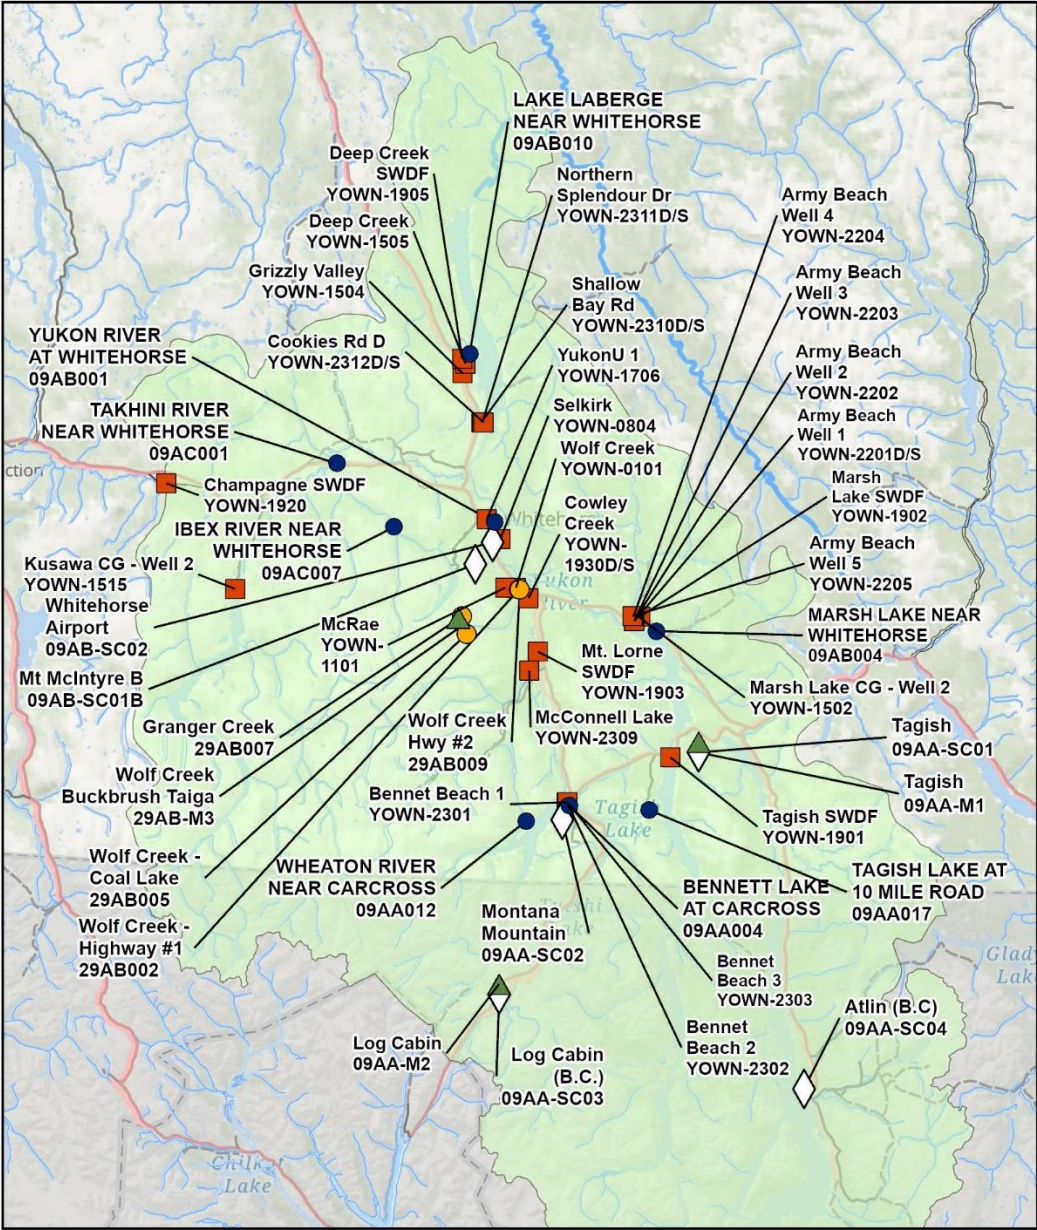 LAKE LABERGE
NEAR WHITEHORSE
09AB010
Deep Creek
SWDF
YOWN-1905
Northern
Splendour Dr
YOWN-2311D/S
Army Beach
Well 4
YOWN-2204
Deep Creek
YOWN-1505
Grizzly Valley
YOWN-1504
Shallow
Bay Rd
YOWN-2310D/S
Army Beach
Well 3
YOWN-2203
YUKON RIVER
AT WHITEHORSE
09AB001
Cookies Rd D
YOWN-2312D/S
YukonU 1
YOWN-1706
Army Beach
Well 2
YOWN-2202
TAKHINI RIVER
NEAR WHITEHORSE
09AC001
Selkirk
YOWN-0804
Army Beach
Well 1
YOWN-2201D/S
Wolf Creek
YOWN-0101
ction
Champagne SWDF
YOWN-1920
Marsh
Lake SWDF
YOWN-1902
Cowley
Creek
YOWN-
1930D/S
IBEX RIVER NEAR
WHITEHORSE
09AC007
Army Beach
Well 5
YOWN-2205
Kusawa CG - Well 2
YOWN-1515
Yukon
River
Whitehorse
Airport
09AB-SC02
McRae
YOWN-
1101
MARSH LAKE NEAR
WHITEHORSE
09AB004
Mt. Lorne
SWDF
YOWN-1903
Mt McIntyre B
09AB-SC01B
Marsh Lake CG - Well 2
YOWN-1502
Granger Creek
29AB007
Wolf Creek
Hwy #2
29AB009
McConnell Lake
YOWN-2309
Tagish
09AA-SC01
Wolf Creek
Buckbrush Taiga
29AB-M3
Bennet Beach 1
YOWN-2301
Tagish
09AA-M1
Tagish
Lake
Tagish SWDF
YOWN-1901
Wolf Creek -
Coal Lake
29AB005
WHEATON RIVER
NEAR CARCROSS
09AA012
BENNETT LAKE
AT CARCROSS
09AA004
TAGISH LAKE AT
10 MILE ROAD
09AA017
Wolf Creek -
Highway #1
29AB002
Montana
Mountain
09AA-SC02
Bennet
Beach 3
YOWN-2303
Glady
Lak
Atlin (B.C)
09AA-SC04
Bennet
Beach 2
YOWN-2302
Log Cabin
09AA-M2
Log Cabin
(B.C.)
09AA-SC03
Lake